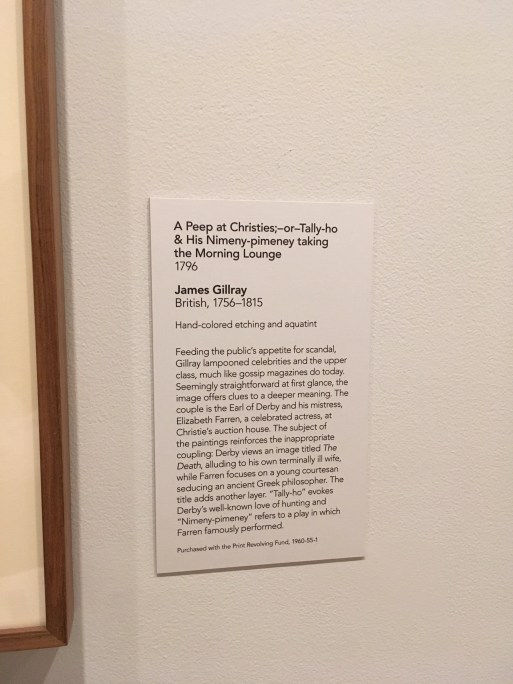 A Peep at Christies;–or–Tally-ho
& His Nimeny-pimeney taking
the Morning Lounge
1796
James Gillray
British, 1756–1815
Hand-colored etching and aquatint
Feeding the public's appetite for scandal,
Gillray lampooned celebrities and the upper
class, much like gossip magazines do today.
Seemingly straightforward at first glance, the
image offers clues to a deeper meaning. The
couple is the Earl of Derby and his mistress,
Elizabeth Farren, a celebrated actress, at
Christie's auction house. The subject of
the paintings reinforces the inappropriate
coupling: Derby views an image titled The
Death, alluding to his own terminally ill wife,
while Farren focuses on a young courtesan
seducing an ancient Greek philosopher. The
title adds another layer. "Tally-ho" evokes
Derby's well-known love of hunting and
"Nimeny-pimeney" refers to a play in which
Farren famously performed.
Purchased with the Print Revolving Fund, 1960-55-1